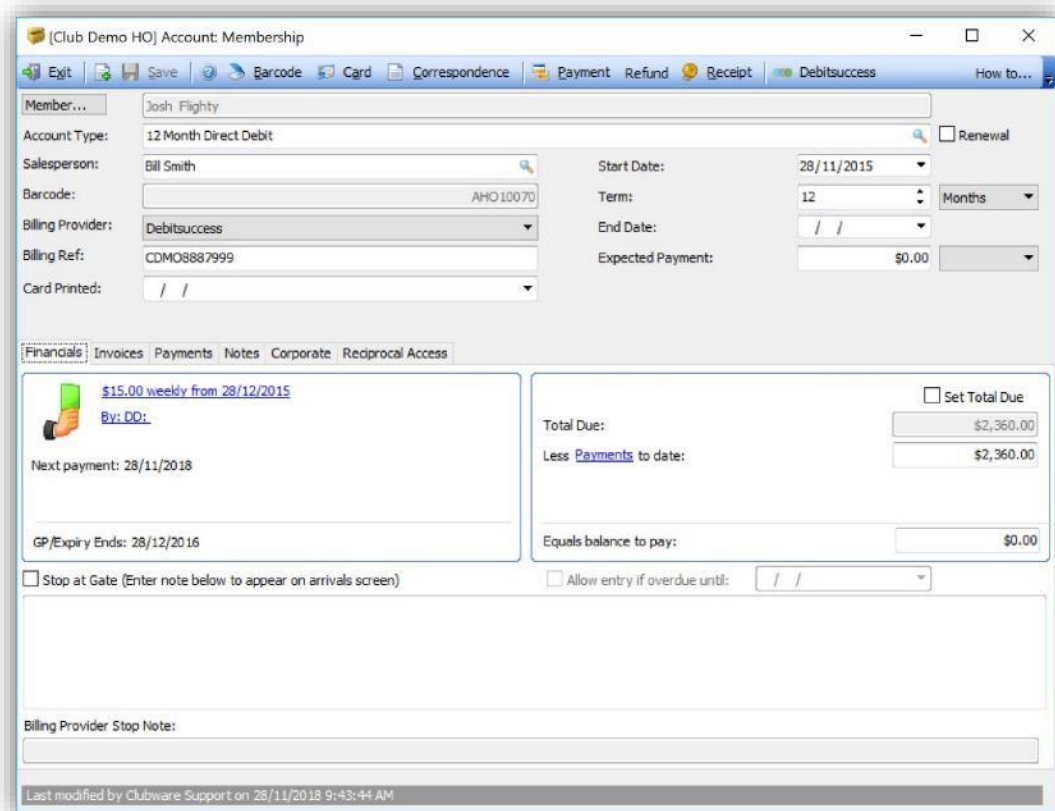 [Club Demo HO] Account: Membership
Exit Save Barcode Card Correspondence Payment Refund Receipt Debitsuccess How to...
Member... Josh Flighty
Account Type: 12 Month Direct Debit Renewal
Salesperson: Bill Smith Start Date: 28/11/2015
Barcode: AHO10070 Term: 12 Months
Billing Provider: Debitsuccess End Date: / /
Billing Ref: CDMO8887999 Expected Payment: $0.00
Card Printed: / /
Financials Invoices Payments Notes Corporate Reciprocal Access
$15.00 weekly from 28/12/2015
By: DD:
Next payment: 28/11/2018
GP/Expiry Ends: 28/12/2016
Set Total Due
Total Due: $2,360.00
Less Payments to date: $2,360.00
Equals balance to pay: $0.00
Stop at Gate (Enter note below to appear on arrivals screen) Allow entry if overdue until: / /
Billing Provider Stop Note:
Last modified by Clubware Support on 28/11/2018 9:43:44 AM